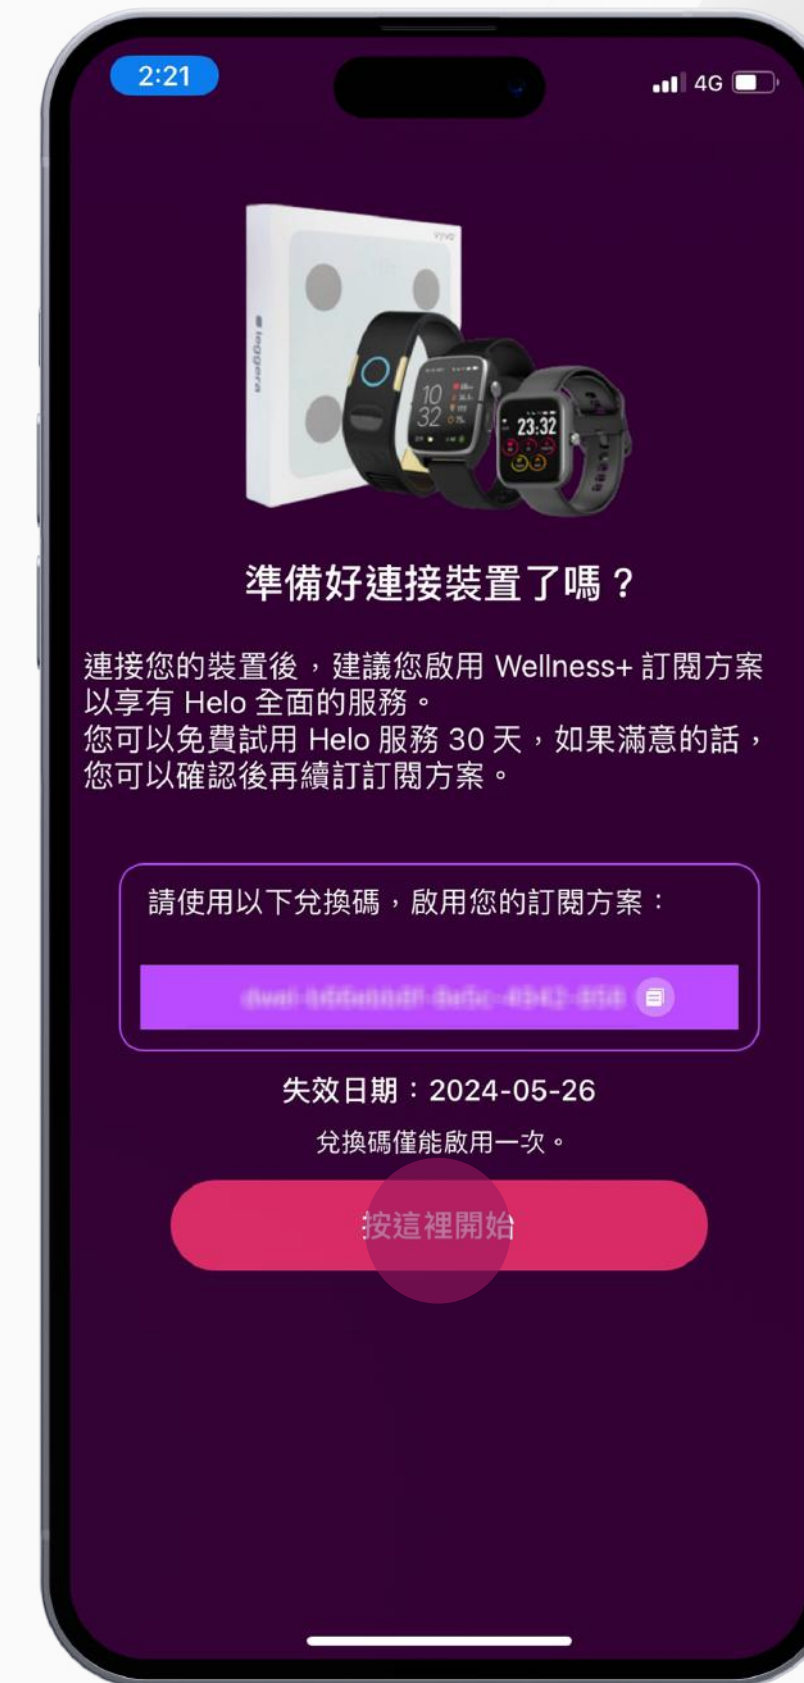 2:21
4G
vyvo
leggera
10
32
23:32
準備好連接裝置了嗎？
連接您的裝置後，建議您啟用 Wellness+ 訂閱方案
以享有 Helo 全面的服務。
您可以免費試用 Helo 服務 30 天，如果滿意的話，
您可以確認後再續訂訂閱方案。
請使用以下兌換碼，啟用您的訂閱方案：
失效日期：2024-05-26
兌換碼僅能啟用一次。
按這裡開始